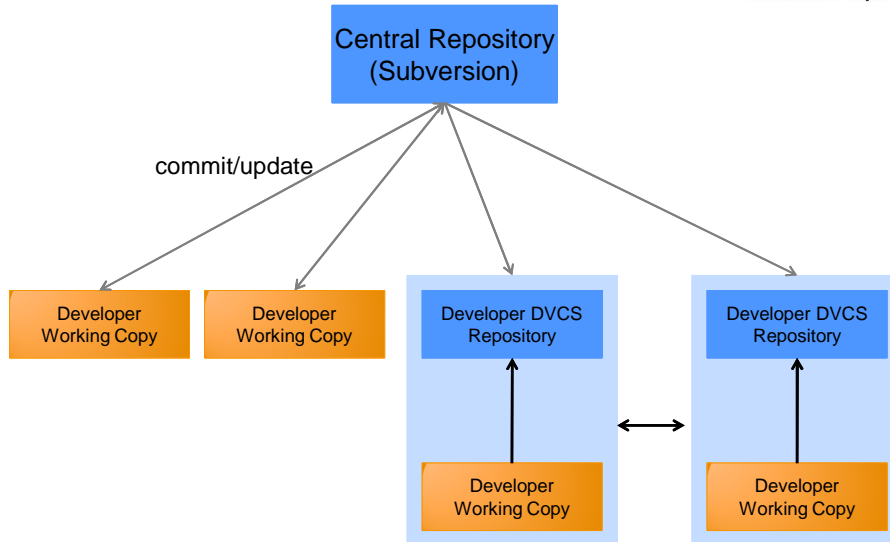 Central Repository
(Subversion)
commit/update
Developer
Working Copy
Developer
Working Copy
Developer DVCS
Repository
Developer DVCS
Repository
Developer
Working Copy
Developer
Working Copy